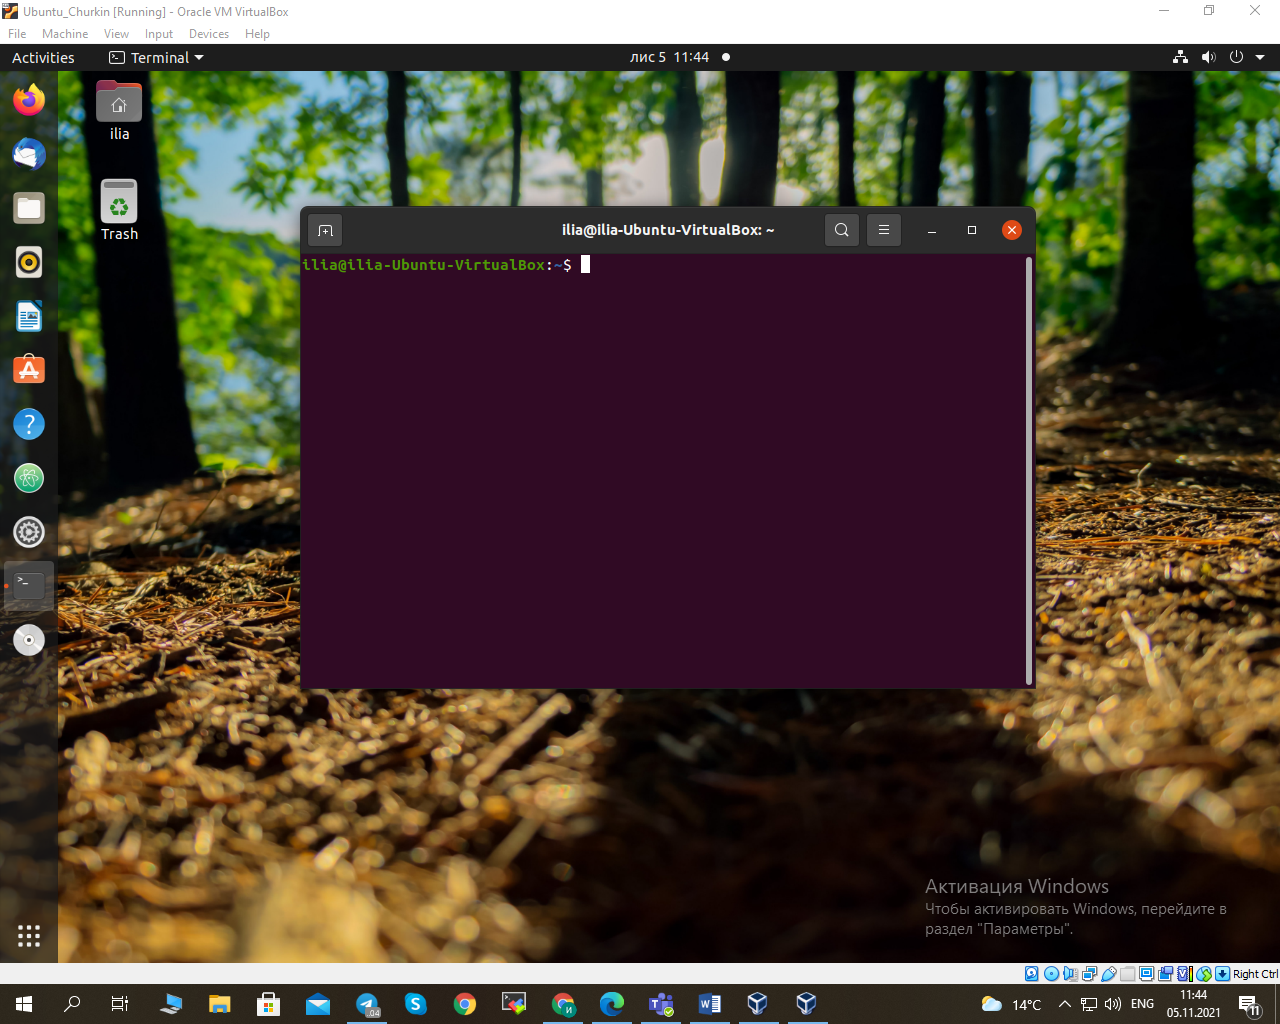 Ubuntu_Churkin [Running] - Oracle VM VirtualBox
File Machine View Input Devices Help
Activities Terminal лис 5 11:44
ilia
Trash
ilia@ilia-Ubuntu-VirtualBox: ~
ilia@ilia-Ubuntu-VirtualBox:~$
Активация Windows
Чтобы активировать Windows, перейдите в
раздел "Параметры".
Right Ctrl
.04
И
14°C
ENG
11:44
05.11.2021
11